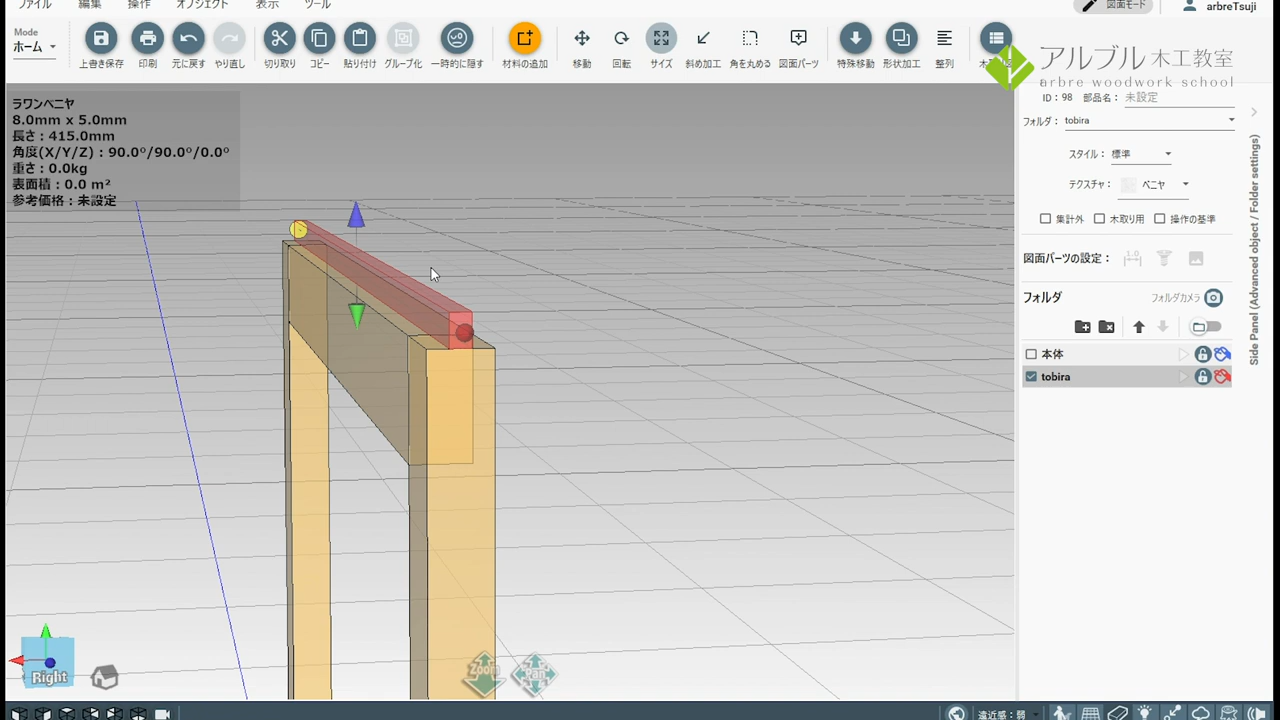 ファイル 編集 操作 オブジェクト 表示 ツール
図面モード arbreTsuji
Mode
ホーム
上書き保存 印刷 元に戻す やり直し 切り取り コピー 貼り付け グループ化 一時的に隠す 材料の追加 移動 回転 サイズ 斜め加工 角を丸める 図面パーツ 特殊移動 形状加工 整列
アルブル 木工教室
arbre woodwork school
ラワンベニヤ
8.0mm x 5.0mm
長さ : 415.0mm
角度(X/Y/Z) : 90.0°/90.0°/0.0°
重さ : 0.0kg
表面積 : 0.0 m²
参考価格 : 未設定
ID : 98 部品名 : 未設定
フォルダ : tobira
スタイル : 標準
テクスチャ : ベニヤ
集計外 木取り用 操作の基準
図面パーツの設定 : 1.0
フォルダ フォルダカメラ
本体
tobira
Side Panel (Advanced object / Folder settings)
Right
Zoom Pan
遠近感 : 弱